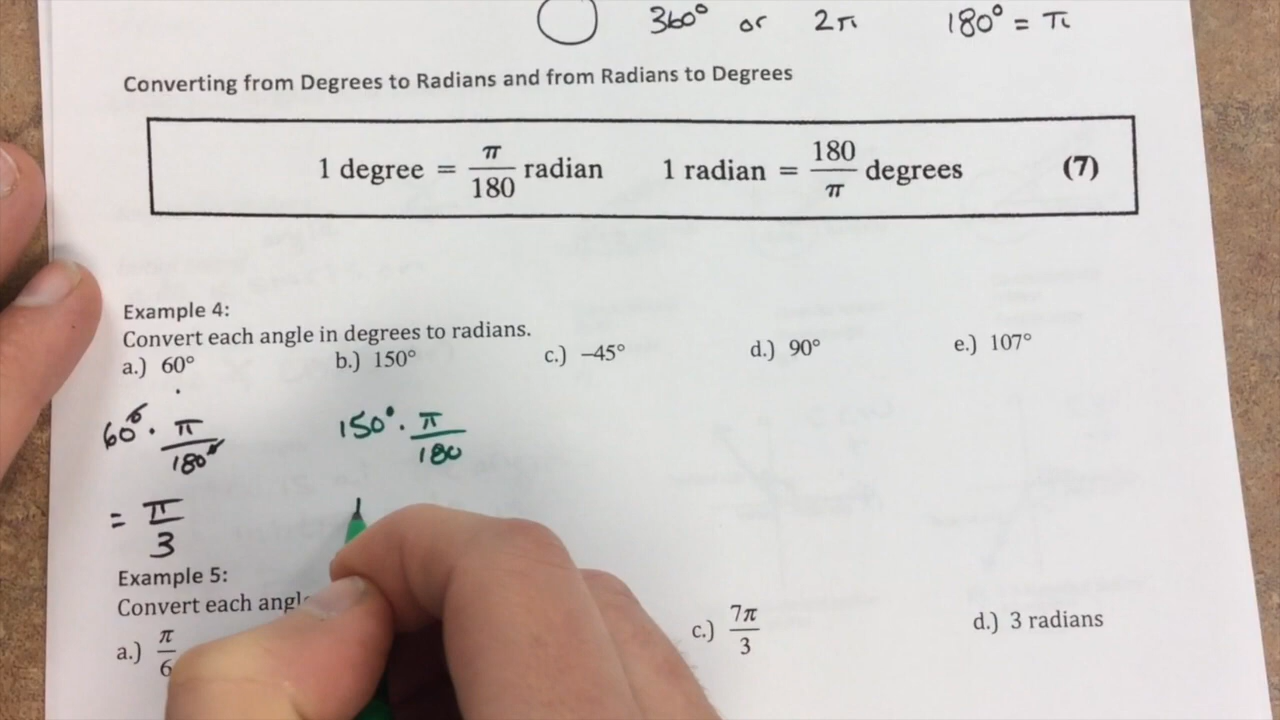 360° or 2π 180° = π
Converting from Degrees to Radians and from Radians to Degrees
1 degree = π/180 radian 1 radian = 180/π degrees (7)
Example 4:
Convert each angle in degrees to radians.
a.) 60° b.) 150° c.) –45° d.) 90° e.) 107°
60° · π/180° 150° · π/180
= π/3
Example 5:
Convert each
a.) π/6 c.) 7π/3 d.) 3 radians